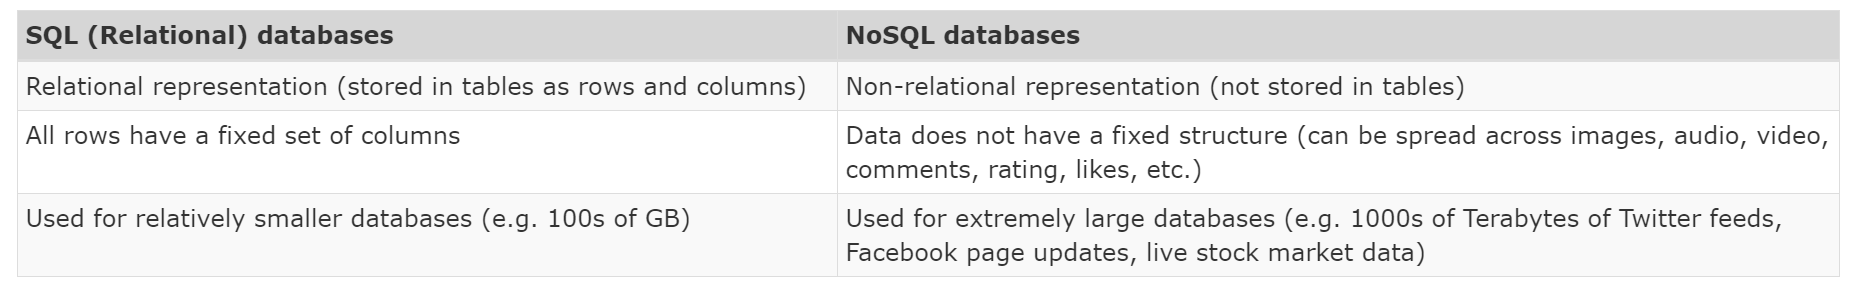 SQL (Relational) databases
NoSQL databases
Relational representation (stored in tables as rows and columns)
Non-relational representation (not stored in tables)
All rows have a fixed set of columns
Data does not have a fixed structure (can be spread across images, audio, video,
comments, rating, likes, etc.)
Used for relatively smaller databases (e.g. 100s of GB)
Used for extremely large databases (e.g. 1000s of Terabytes of Twitter feeds,
Facebook page updates, live stock market data)